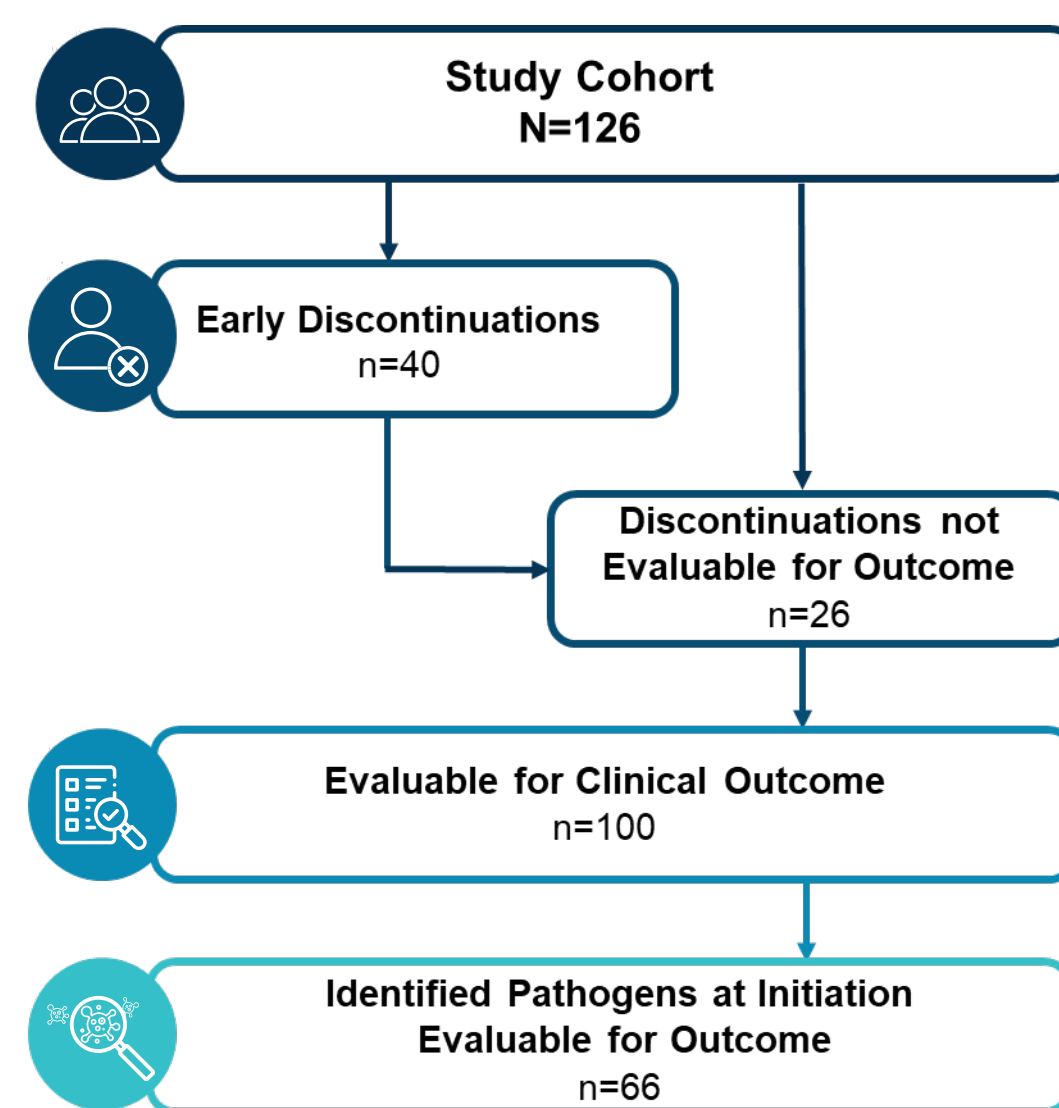 Study Cohort
N=126
Early Discontinuations
n=40
Discontinuations not
Evaluable for Outcome
n=26
Evaluable for Clinical Outcome
n=100
Identified Pathogens at Initiation
Evaluable for Outcome
n=66